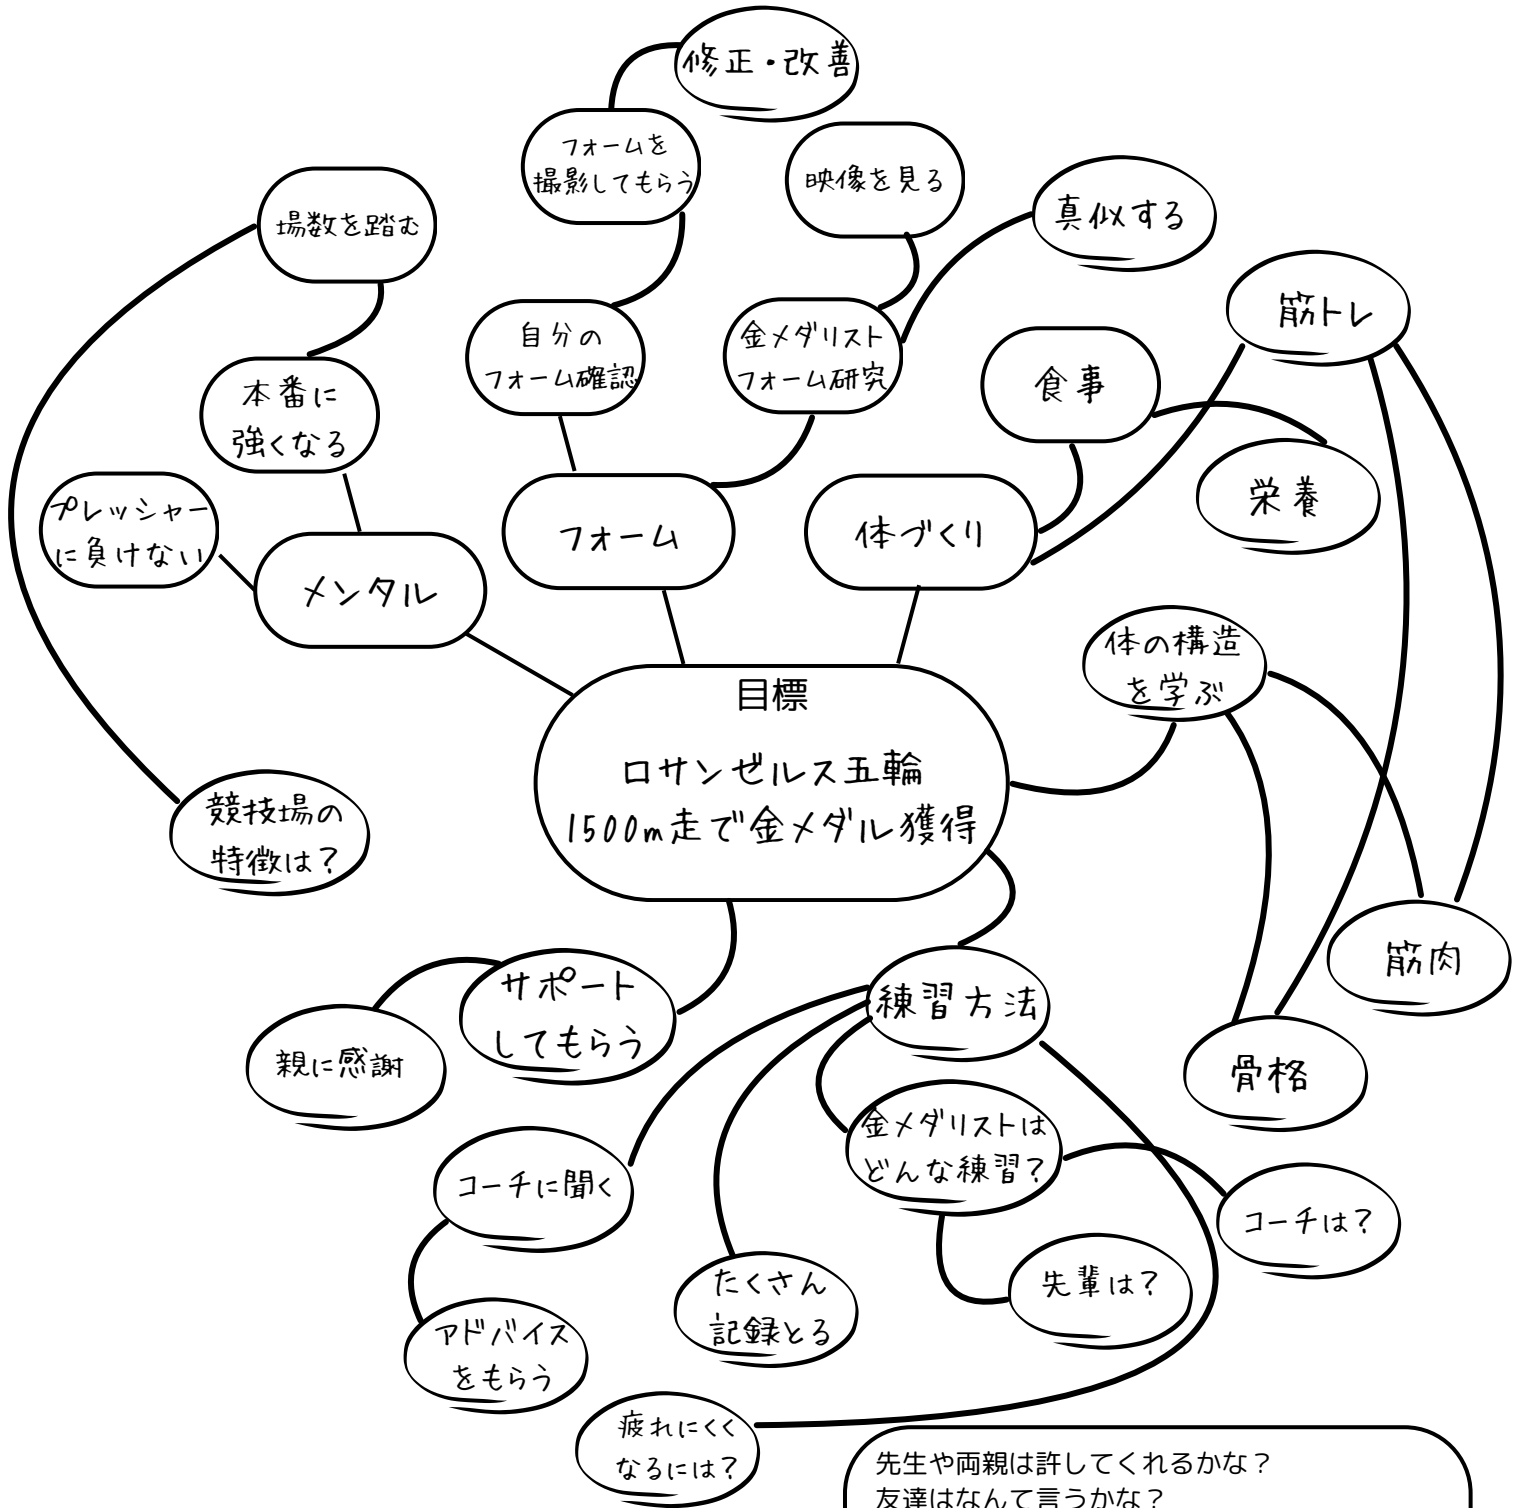 修正・改善
フォームを
撮影してもらう
映像を見る
真似する
場数を踏む
筋トレ
自分の
フォーム確認
金メダリスト
フォーム研究
食事
本番に
強くなる
栄養
プレッシャー
に負けない
メンタル
フォーム
体づくり
体の構造
を学ぶ
目標
ロサンゼルス五輪
1500m走で金メダル獲得
競技場の
特徴は?
筋肉
サポート
してもらう
親に感謝
練習方法
骨格
金メダリストは
どんな練習?
コーチに聞く
コーチは?
先輩は?
たくさん
記録とる
アドバイス
をもらう
疲れにくく
なるには?
先生や両親は許してくれるかな?
友達はなんて言うかな?